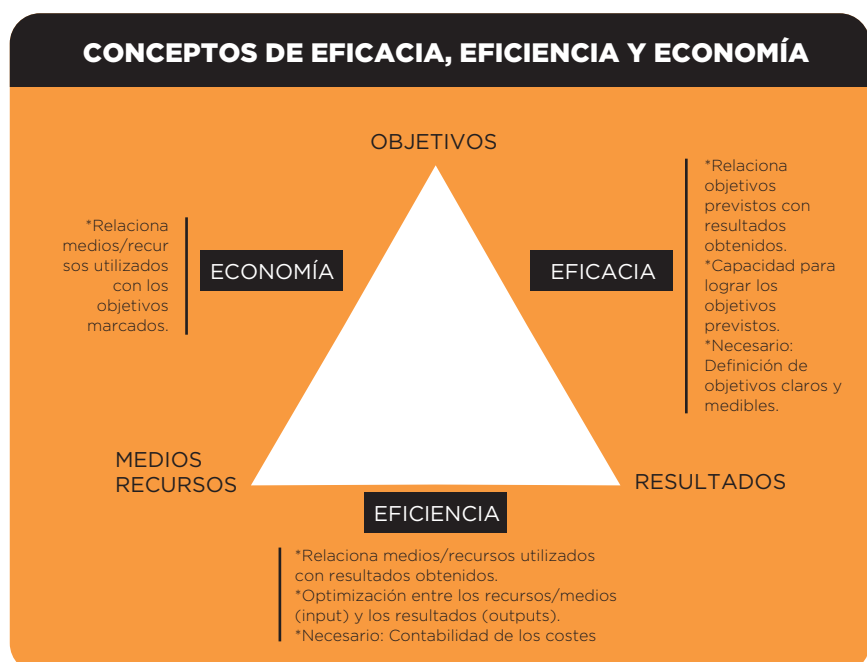 CONCEPTOS DE EFICACIA, EFICIENCIA Y ECONOMÍA
OBJETIVOS
*Relaciona
medios/recur
sos utilizados
con los
objetivos
marcados.
ECONOMÍA
EFICACIA
*Relaciona
objetivos
previstos con
resultados
obtenidos.
*Capacidad para
lograr los
objetivos
previstos.
*Necesario:
Definición de
objetivos claros y
medibles.
MEDIOS
RECURSOS
RESULTADOS
EFICIENCIA
*Relaciona medios/recursos utilizados
con resultados obtenidos.
*Optimización entre los recursos/medios
(input) y los resultados (outputs).
*Necesario: Contabilidad de los costes